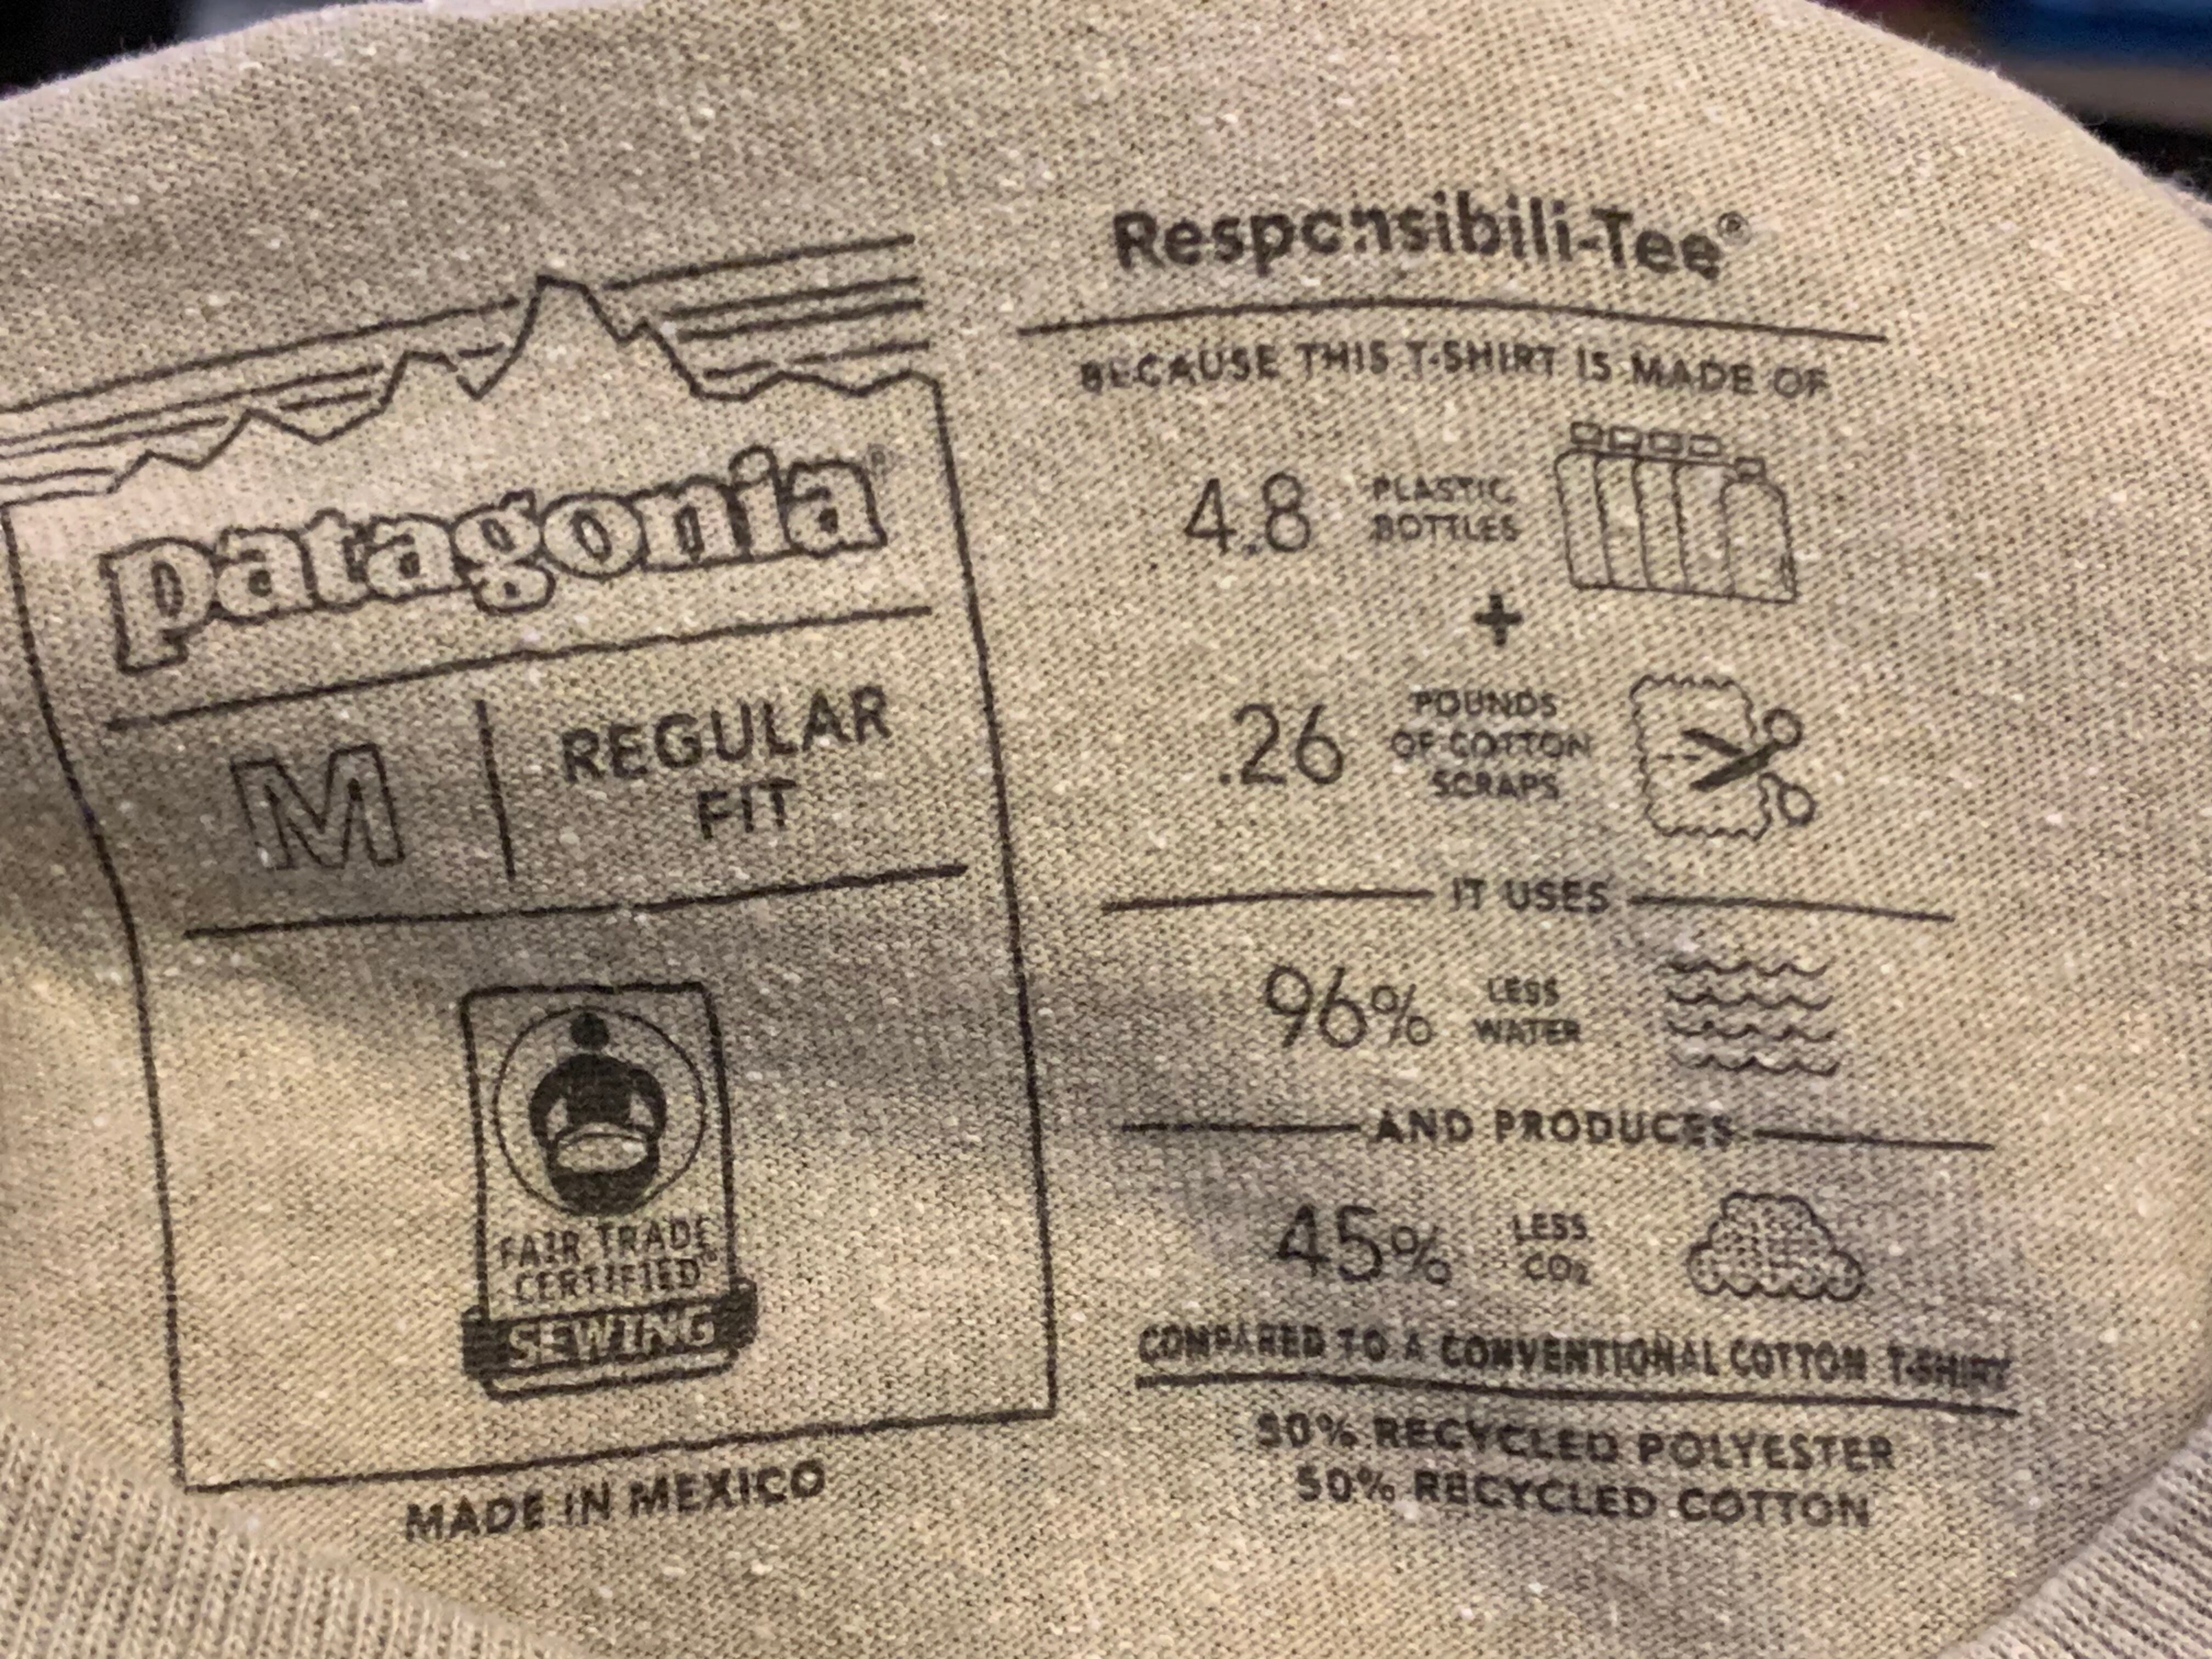 patagonia®
M
REGULAR
FIT
FAIR TRADE
CERTIFIED™
SEWING
MADE IN MEXICO
Responsibili-Tee®
BECAUSE THIS T-SHIRT IS MADE OF
4.8 PLASTIC
BOTTLES
+
.26 POUNDS
OF COTTON
SCRAPS
IT USES
96% LESS
WATER
AND PRODUCES
45% LESS
CO₂
COMPARED TO A CONVENTIONAL COTTON T-SHIRT
50% RECYCLED POLYESTER
50% RECYCLED COTTON